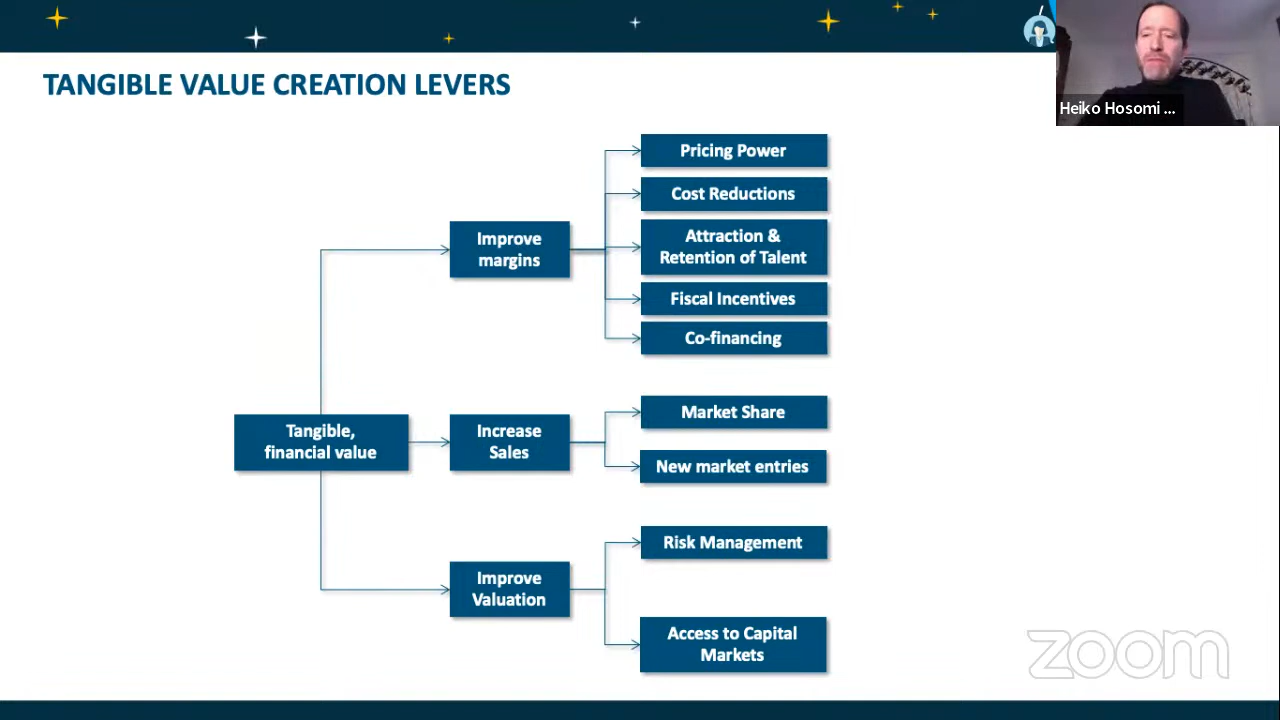 TANGIBLE VALUE CREATION LEVERS
Heiko Hosomi ...
Pricing Power
Cost Reductions
Improve
margins
Attraction &
Retention of Talent
Fiscal Incentives
Co-financing
Tangible,
financial value
Increase
Sales
Market Share
New market entries
Improve
Valuation
Risk Management
Access to Capital
Markets
zoom